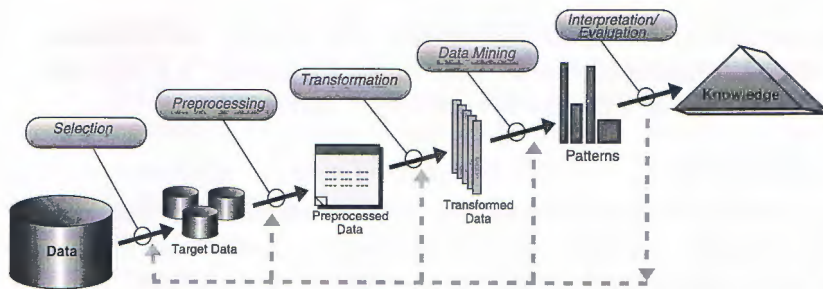 Interpretation/
Evaluation
Data Mining
Transformation
Preprocessing
Selection
Knowledge
Patterns
Transformed
Data
Preprocessed
Data
Target Data
Data